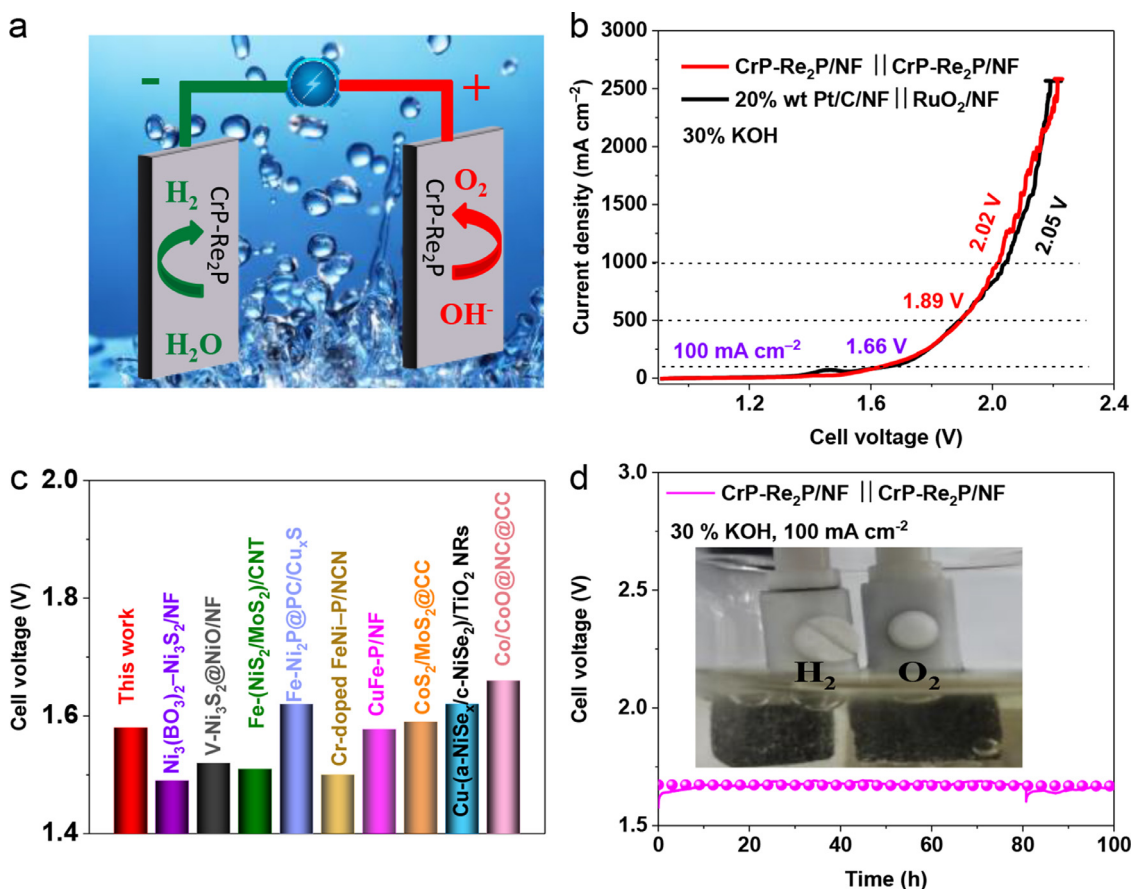 a
-
+
H₂
CrP-Re₂P
H₂O
O₂
CrP-Re₂P
OH⁻
b
3000
2500
2000
1500
1000
500
0
Current density (mA cm⁻²)
CrP-Re₂P/NF || CrP-Re₂P/NF
20% wt Pt/C/NF || RuO₂/NF
30% KOH
2.02 V
2.05 V
1.89 V
100 mA cm⁻²
1.66 V
1.2
1.6
2.0
2.4
Cell voltage (V)
c
2.0
1.8
1.6
1.4
Cell voltage (V)
This work
Ni₃(BO₃)₂–Ni₃S₂/NF
V-Ni₃S₂@NiO/NF
Fe-(NiS₂/MoS₂)/CNT
Fe-Ni₂P@PC/CuₓS
Cr-doped FeNi–P/NCN
CuFe-P/NF
CoS₂/MoS₂@CC
Cu-(a-NiSeₓ/c-NiSe₂)/TiO₂ NRs
Co/CoO@NC@CC
d
3.0
2.5
2.0
1.5
Cell voltage (V)
CrP-Re₂P/NF || CrP-Re₂P/NF
30 % KOH, 100 mA cm⁻²
H₂
O₂
0
20
40
60
80
100
Time (h)